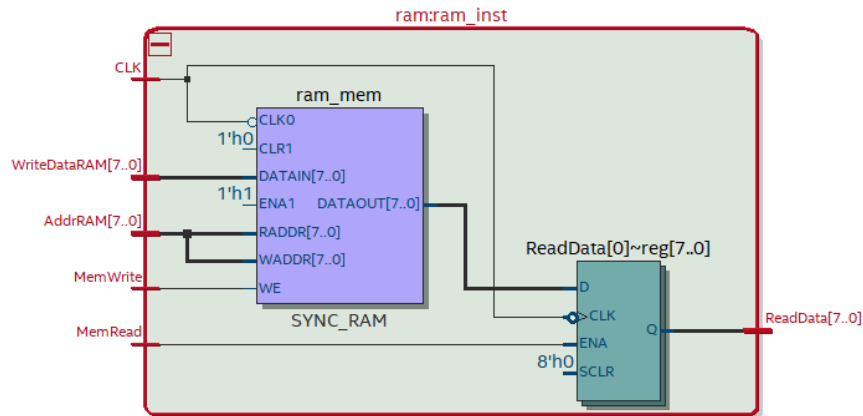 ram:ram_inst
CLK
ram_mem
CLK0
1'h0
CLR1
WriteDataRAM[7..0]
DATAIN[7..0]
1'h1
ENA1
DATAOUT[7..0]
AddrRAM[7..0]
RADDR[7..0]
WADDR[7..0]
MemWrite
WE
SYNC_RAM
ReadData[0]~reg[7..0]
D
CLK
ReadData[7..0]
MemRead
ENA
Q
8'h0
SCLR